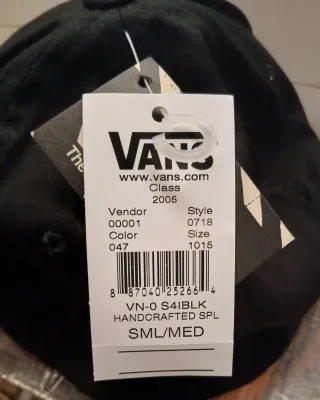 The
VANS
www.vans.com
Class
2005
Vendor Style
00001 0718
Color Size
047 1015
8 87040 25266 4
VN-0 S4IBLK
HANDCRAFTED SPL
SML/MED